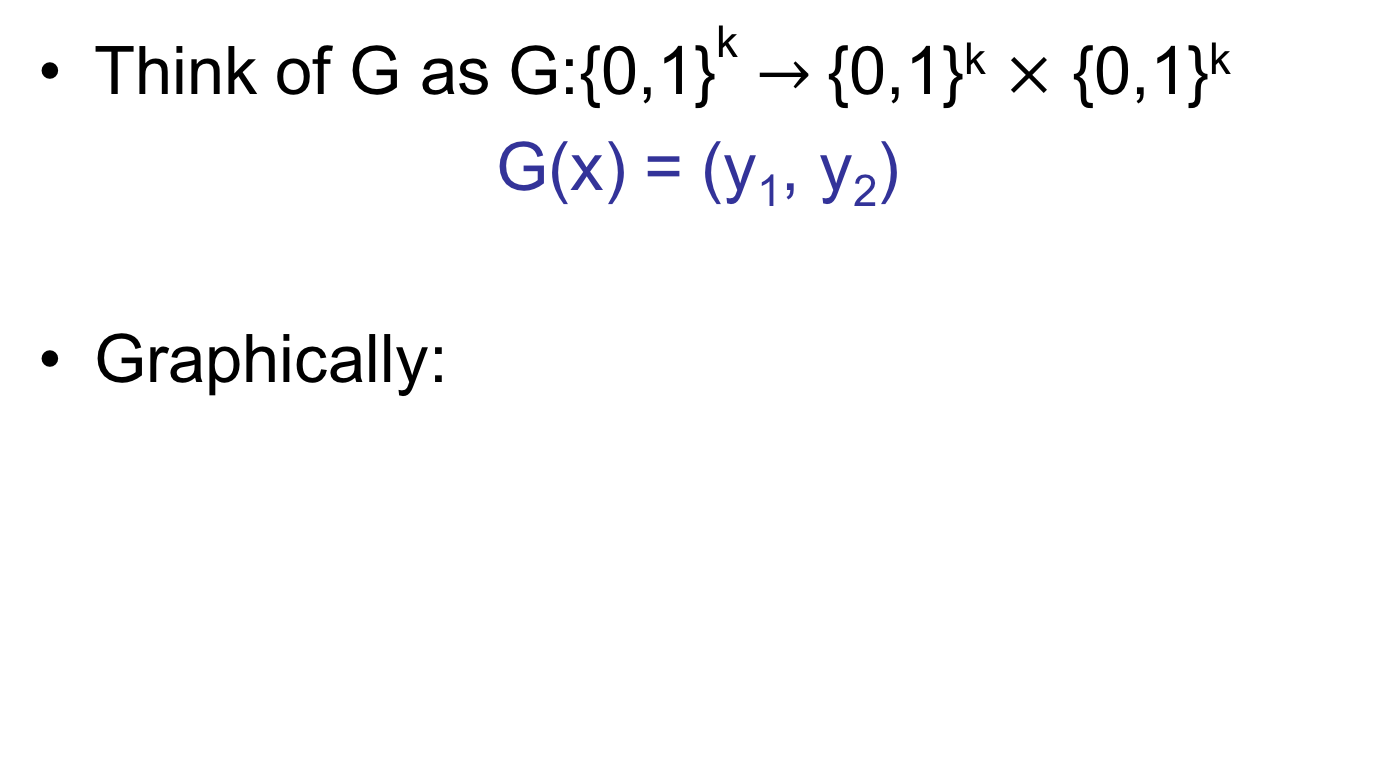 • Think of G as G:{0,1}ᵏ → {0,1}ᵏ × {0,1}ᵏ
G(x) = (y₁, y₂)
• Graphically: